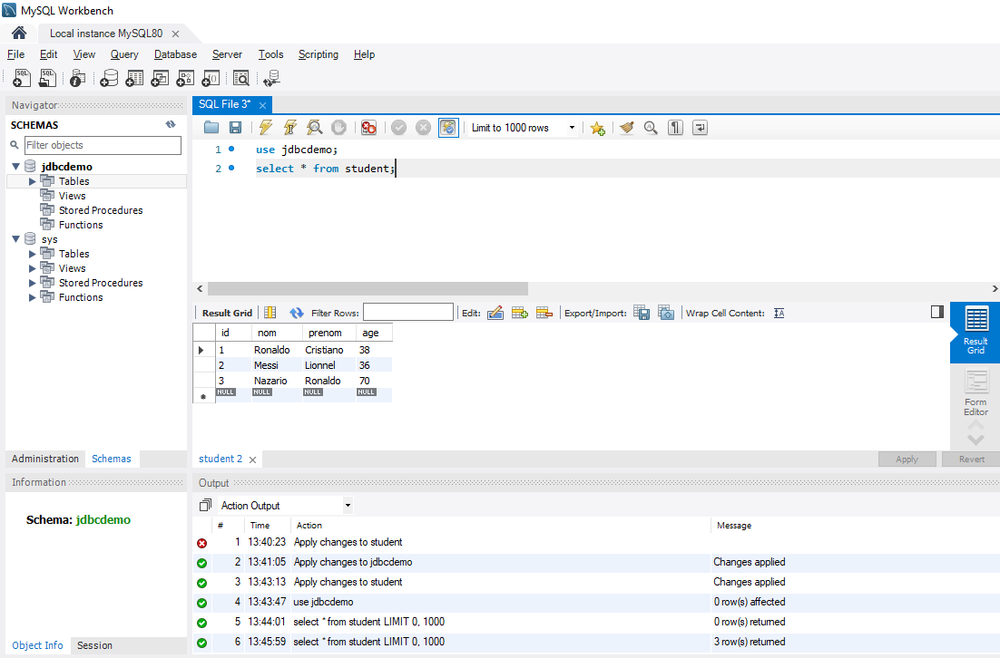 MySQL Workbench
Local instance MySQL80
File Edit View Query Database Server Tools Scripting Help
Navigator
SCHEMAS
Filter objects
jdbcdemo
Tables
Views
Stored Procedures
Functions
sys
Tables
Views
Stored Procedures
Functions
Administration Schemas
Information
Schema: jdbcdemo
Object Info Session
SQL File 3*
Limit to 1000 rows
1 use jdbcdemo;
2 select * from student;
Result Grid Filter Rows: Edit: Export/Import: Wrap Cell Content:
id nom prenom age
1 Ronaldo Cristiano 38
2 Messi Lionnel 36
3 Nazario Ronaldo 70
NULL NULL NULL NULL
Result
Grid
Form
Editor
student 2
Apply Revert
Output
Action Output
# Time Action Message
1 13:40:23 Apply changes to student
2 13:41:05 Apply changes to jdbcdemo Changes applied
3 13:43:13 Apply changes to student Changes applied
4 13:43:47 use jdbcdemo 0 row(s) affected
5 13:44:01 select * from student LIMIT 0, 1000 0 row(s) returned
6 13:45:59 select * from student LIMIT 0, 1000 3 row(s) returned